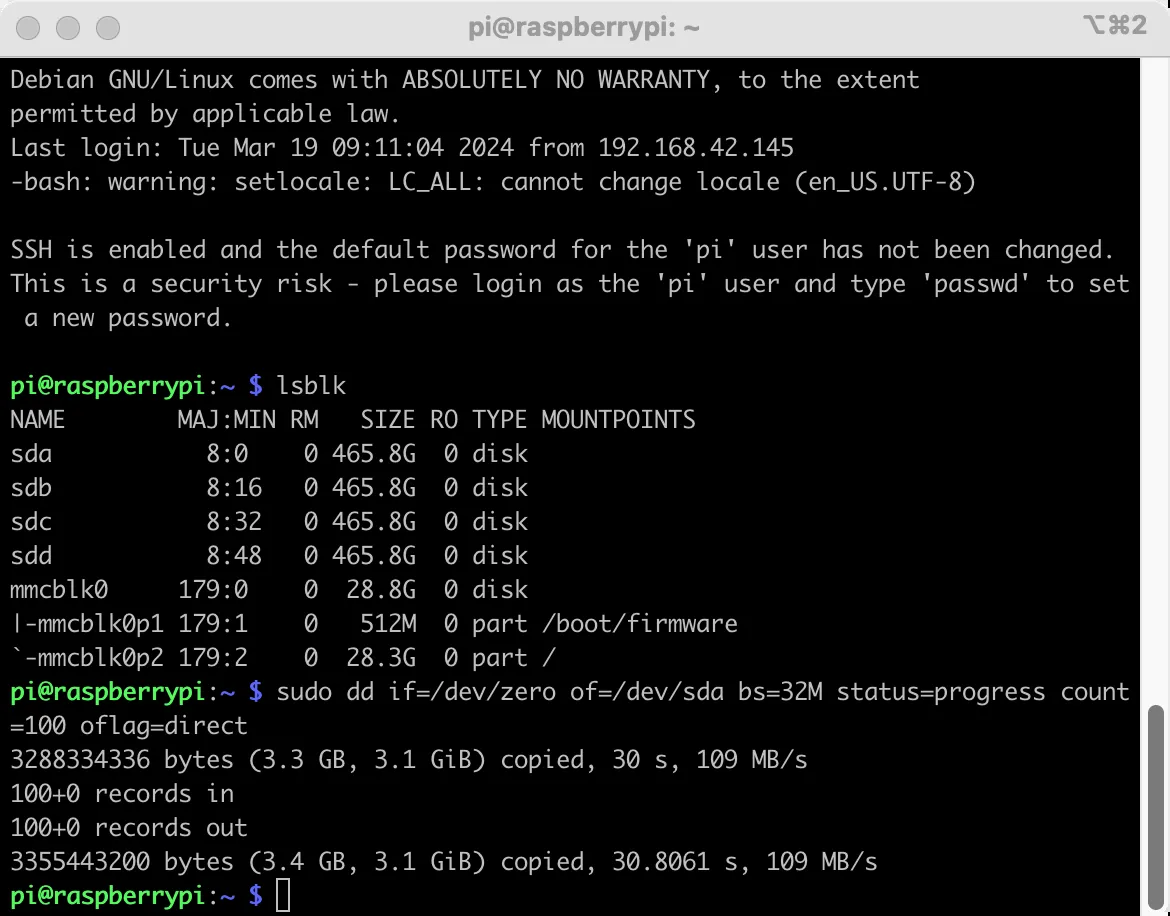 pi@raspberrypi: ~ ⌥⌘2
Debian GNU/Linux comes with ABSOLUTELY NO WARRANTY, to the extent
permitted by applicable law.
Last login: Tue Mar 19 09:11:04 2024 from 192.168.42.145
-bash: warning: setlocale: LC_ALL: cannot change locale (en_US.UTF-8)

SSH is enabled and the default password for the 'pi' user has not been changed.
This is a security risk - please login as the 'pi' user and type 'passwd' to set
 a new password.

pi@raspberrypi:~ $ lsblk
NAME        MAJ:MIN RM   SIZE RO TYPE MOUNTPOINTS
sda           8:0    0 465.8G  0 disk
sdb           8:16   0 465.8G  0 disk
sdc           8:32   0 465.8G  0 disk
sdd           8:48   0 465.8G  0 disk
mmcblk0     179:0    0  28.8G  0 disk
|-mmcblk0p1 179:1    0   512M  0 part /boot/firmware
`-mmcblk0p2 179:2    0  28.3G  0 part /
pi@raspberrypi:~ $ sudo dd if=/dev/zero of=/dev/sda bs=32M status=progress count
=100 oflag=direct
3288334336 bytes (3.3 GB, 3.1 GiB) copied, 30 s, 109 MB/s
100+0 records in
100+0 records out
3355443200 bytes (3.4 GB, 3.1 GiB) copied, 30.8061 s, 109 MB/s
pi@raspberrypi:~ $